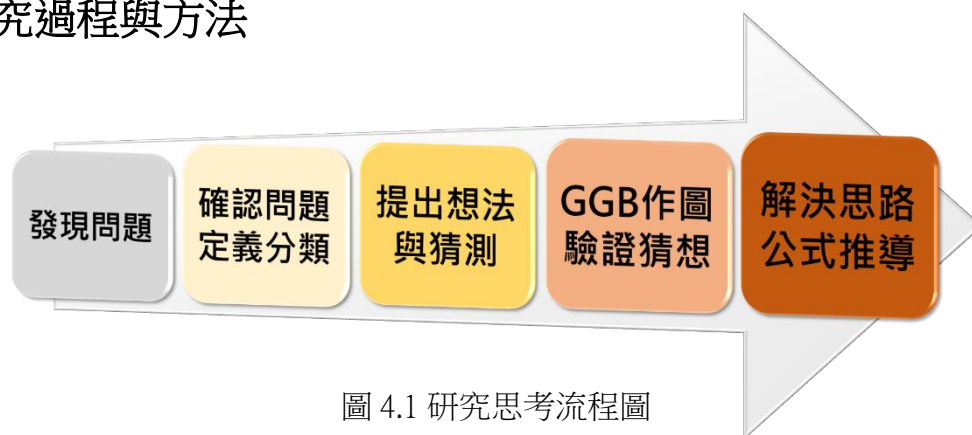 究過程與方法
發現問題
確認問題
定義分類
提出想法
與猜測
GGB作圖
驗證猜想
解決思路
公式推導
圖 4.1 研究思考流程圖